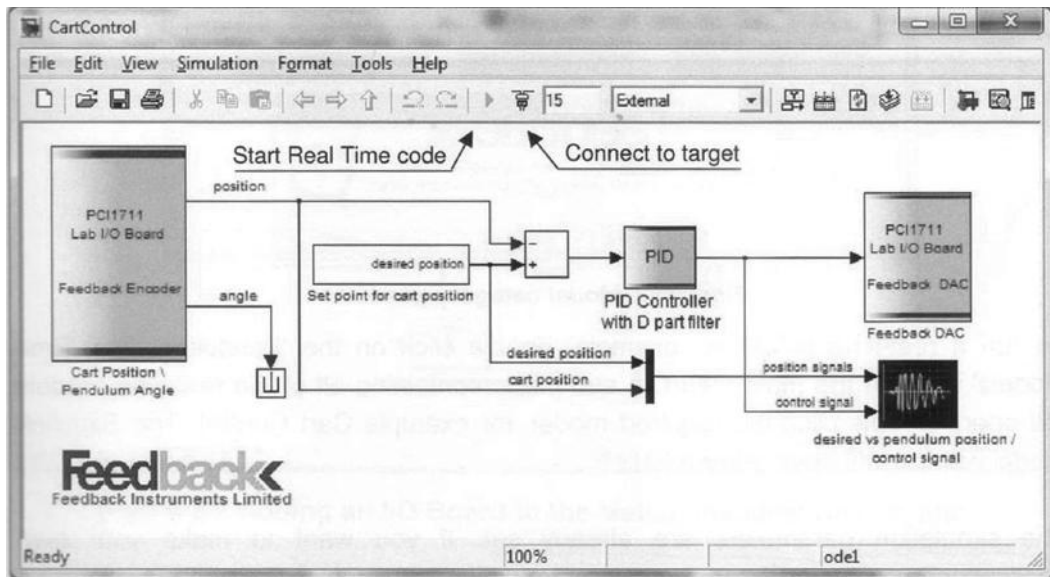 CartControl
File Edit View Simulation Format Tools Help
15 External
Start Real Time code
Connect to target
position
PCI1711
Lab I/O Board
Feedback Encoder
angle
Cart Position \
Pendulum Angle
desired position
Set point for cart position
-
+
PID
PID Controller
with D part filter
PCI1711
Lab I/O Board
Feedback DAC
Feedback DAC
desired position
cart position
position signals
control signal
desired vs pendulum position /
control signal
Feedback
Feedback Instruments Limited
Ready 100% ode1